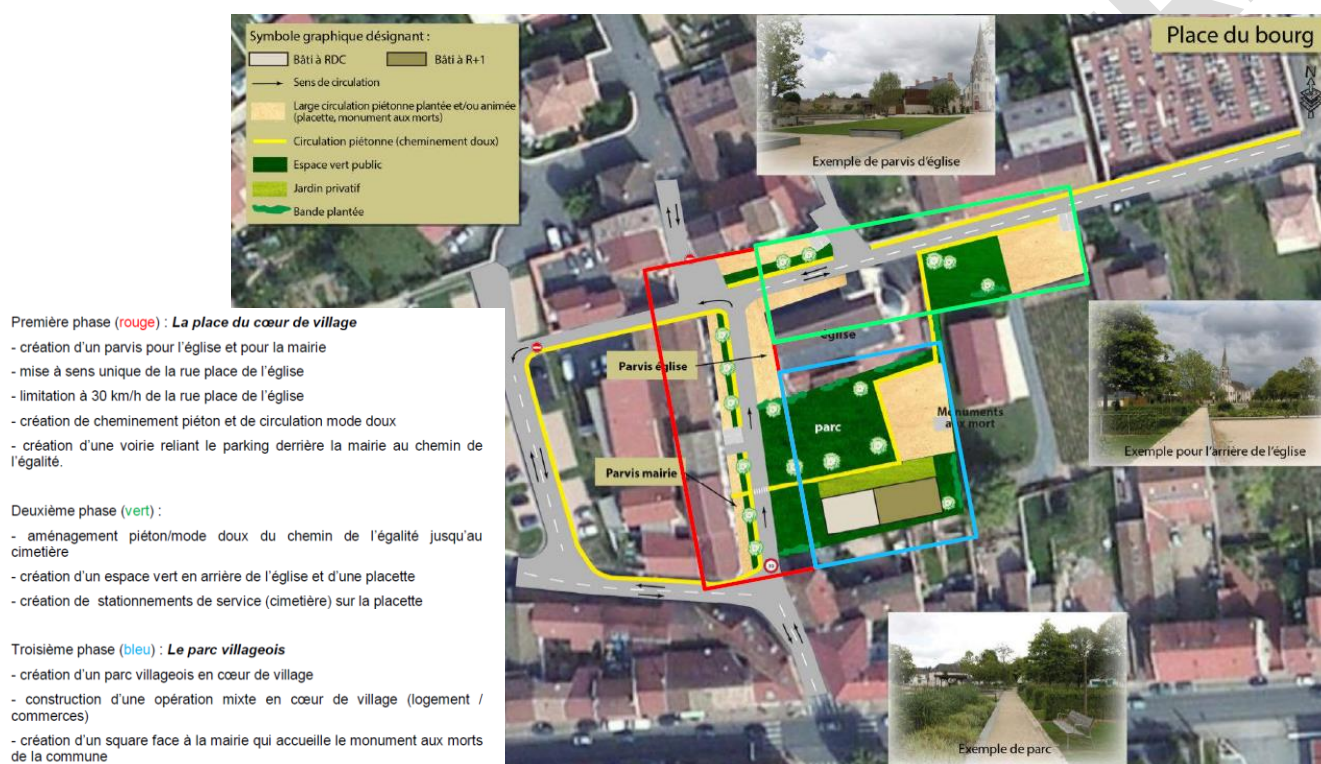 Place du bourg
Symbole graphique désignant :
Bâti à RDC
Bâti à R+1
Sens de circulation
Large circulation piétonne plantée et/ou animée
(placette, monument aux morts)
Circulation piétonne (cheminement doux)
Espace vert public
Jardin privatif
Bande plantée
N
Exemple de parvis d'église
Première phase (rouge) : La place du cœur de village
- création d'un parvis pour l'église et pour la mairie
- mise à sens unique de la rue place de l'église
- limitation à 30 km/h de la rue place de l'église
- création de cheminement piéton et de circulation mode doux
- création d'une voirie reliant le parking derrière la mairie au chemin de
l'égalité.
Deuxième phase (vert) :
- aménagement piéton/mode doux du chemin de l'égalité jusqu'au
cimetière
- création d'un espace vert en arrière de l'église et d'une placette
- création de stationnements de service (cimetière) sur la placette
Troisième phase (bleu) : Le parc villageois
- création d'un parc villageois en cœur de village
- construction d'une opération mixte en cœur de village (logement /
commerces)
- création d'un square face à la mairie qui accueille le monument aux morts
de la commune
église
Parvis église
Monuments
aux mort
parc
Parvis mairie
Exemple pour l'arrière de l'église
Exemple de parc